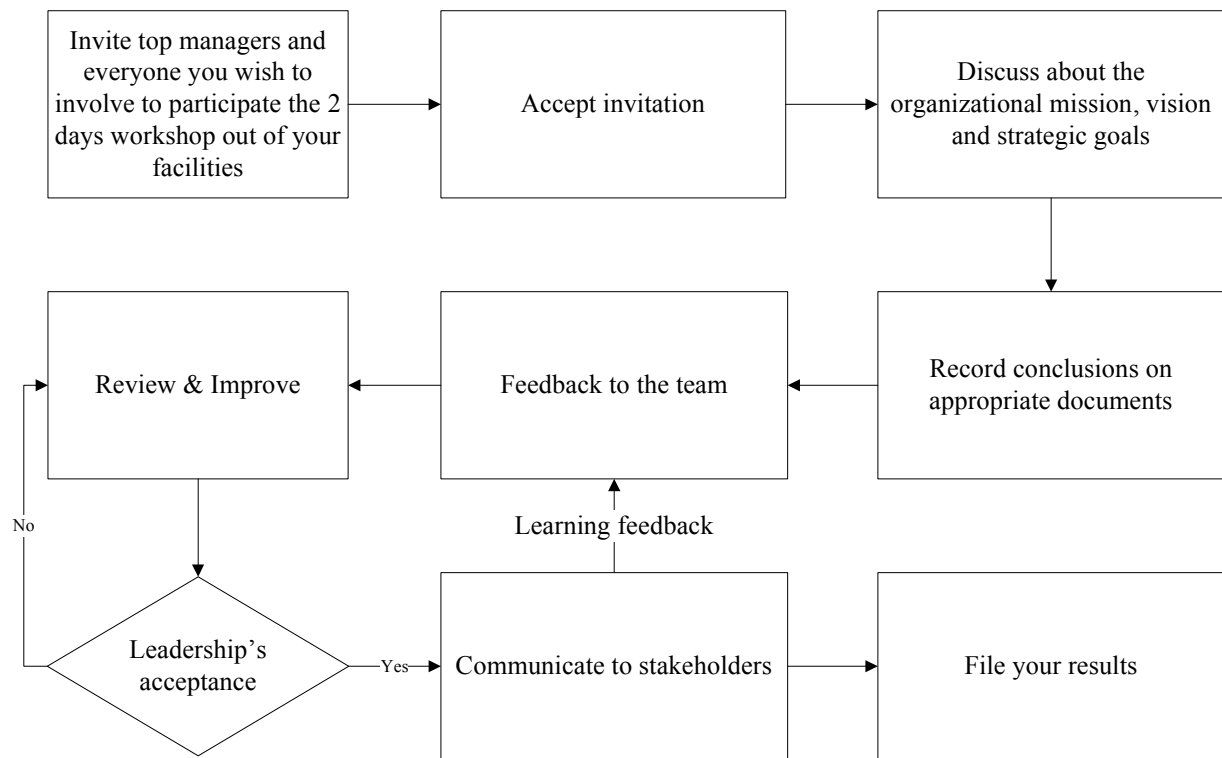 Invite top managers and
everyone you wish to
involve to participate the 2
days workshop out of your
facilities
Accept invitation
Discuss about the
organizational mission, vision
and strategic goals
Review & Improve
Feedback to the team
Record conclusions on
appropriate documents
No
Learning feedback
Leadership’s
acceptance
Yes
Communicate to stakeholders
File your results